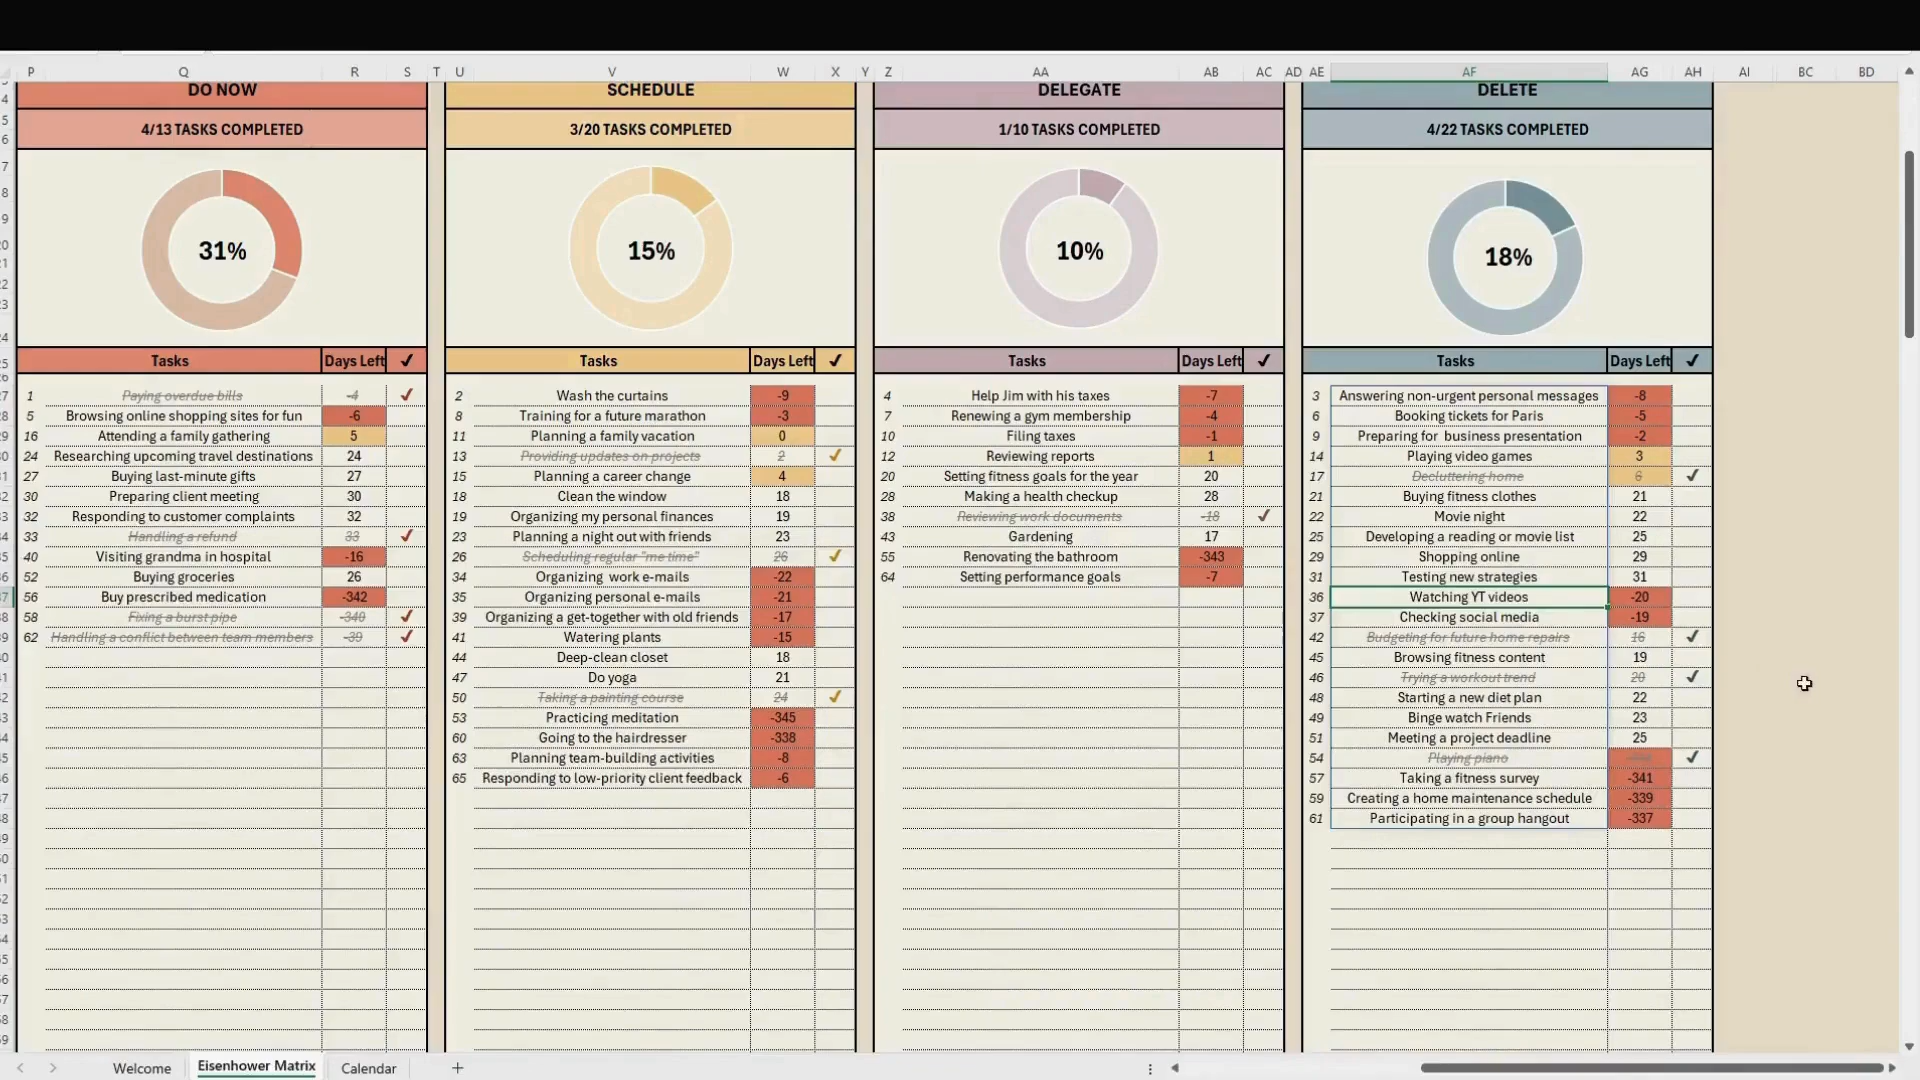 P Q R S T U V W X Y Z AA AB AC AD AE AF AG AH AI BC BD
DO NOW SCHEDULE DELEGATE DELETE
4/13 TASKS COMPLETED 3/20 TASKS COMPLETED 1/10 TASKS COMPLETED 4/22 TASKS COMPLETED
31% 15% 10% 18%
Tasks Days Left ✓ Tasks Days Left ✓ Tasks Days Left ✓ Tasks Days Left ✓
1 Paying overdue bills -4 ✓ 2 Wash the curtains -9 4 Help Jim with his taxes -7 3 Answering non-urgent personal messages -8
5 Browsing online shopping sites for fun -6 8 Training for a future marathon -3 7 Renewing a gym membership -4 6 Booking tickets for Paris -5
16 Attending a family gathering 5 11 Planning a family vacation 0 10 Filing taxes -1 9 Preparing for business presentation -2
24 Researching upcoming travel destinations 24 13 Providing updates on projects 2 ✓ 12 Reviewing reports 1 14 Playing video games 3
27 Buying last-minute gifts 27 15 Planning a career change 4 20 Setting fitness goals for the year 20 17 Decluttering home 6 ✓
30 Preparing client meeting 30 18 Clean the window 18 28 Making a health checkup 28 21 Buying fitness clothes 21
32 Responding to customer complaints 32 19 Organizing my personal finances 19 38 Reviewing work documents -18 ✓ 22 Movie night 22
33 Handling a refund 33 ✓ 23 Planning a night out with friends 23 43 Gardening 17 25 Developing a reading or movie list 25
40 Visiting grandma in hospital -16 26 Scheduling regular "me time" 26 ✓ 55 Renovating the bathroom -343 29 Shopping online 29
52 Buying groceries 26 34 Organizing work e-mails -22 64 Setting performance goals -7 31 Testing new strategies 31
56 Buy prescribed medication -342 35 Organizing personal e-mails -21 36 Watching YT videos -20
58 Fixing a burst pipe -340 ✓ 39 Organizing a get-together with old friends -17 37 Checking social media -19
62 Handling a conflict between team members -39 ✓ 41 Watering plants -15 42 Budgeting for future home repairs 16 ✓
44 Deep-clean closet 18 45 Browsing fitness content 19
47 Do yoga 21 46 Trying a workout trend 20 ✓
50 Taking a painting course 24 ✓ 48 Starting a new diet plan 22
53 Practicing meditation -345 49 Binge watch Friends 23
60 Going to the hairdresser -338 51 Meeting a project deadline 25
63 Planning team-building activities -8 54 Playing piano ✓
65 Responding to low-priority client feedback -6 57 Taking a fitness survey -341
59 Creating a home maintenance schedule -339
61 Participating in a group hangout -337
Welcome Eisenhower Matrix Calendar +